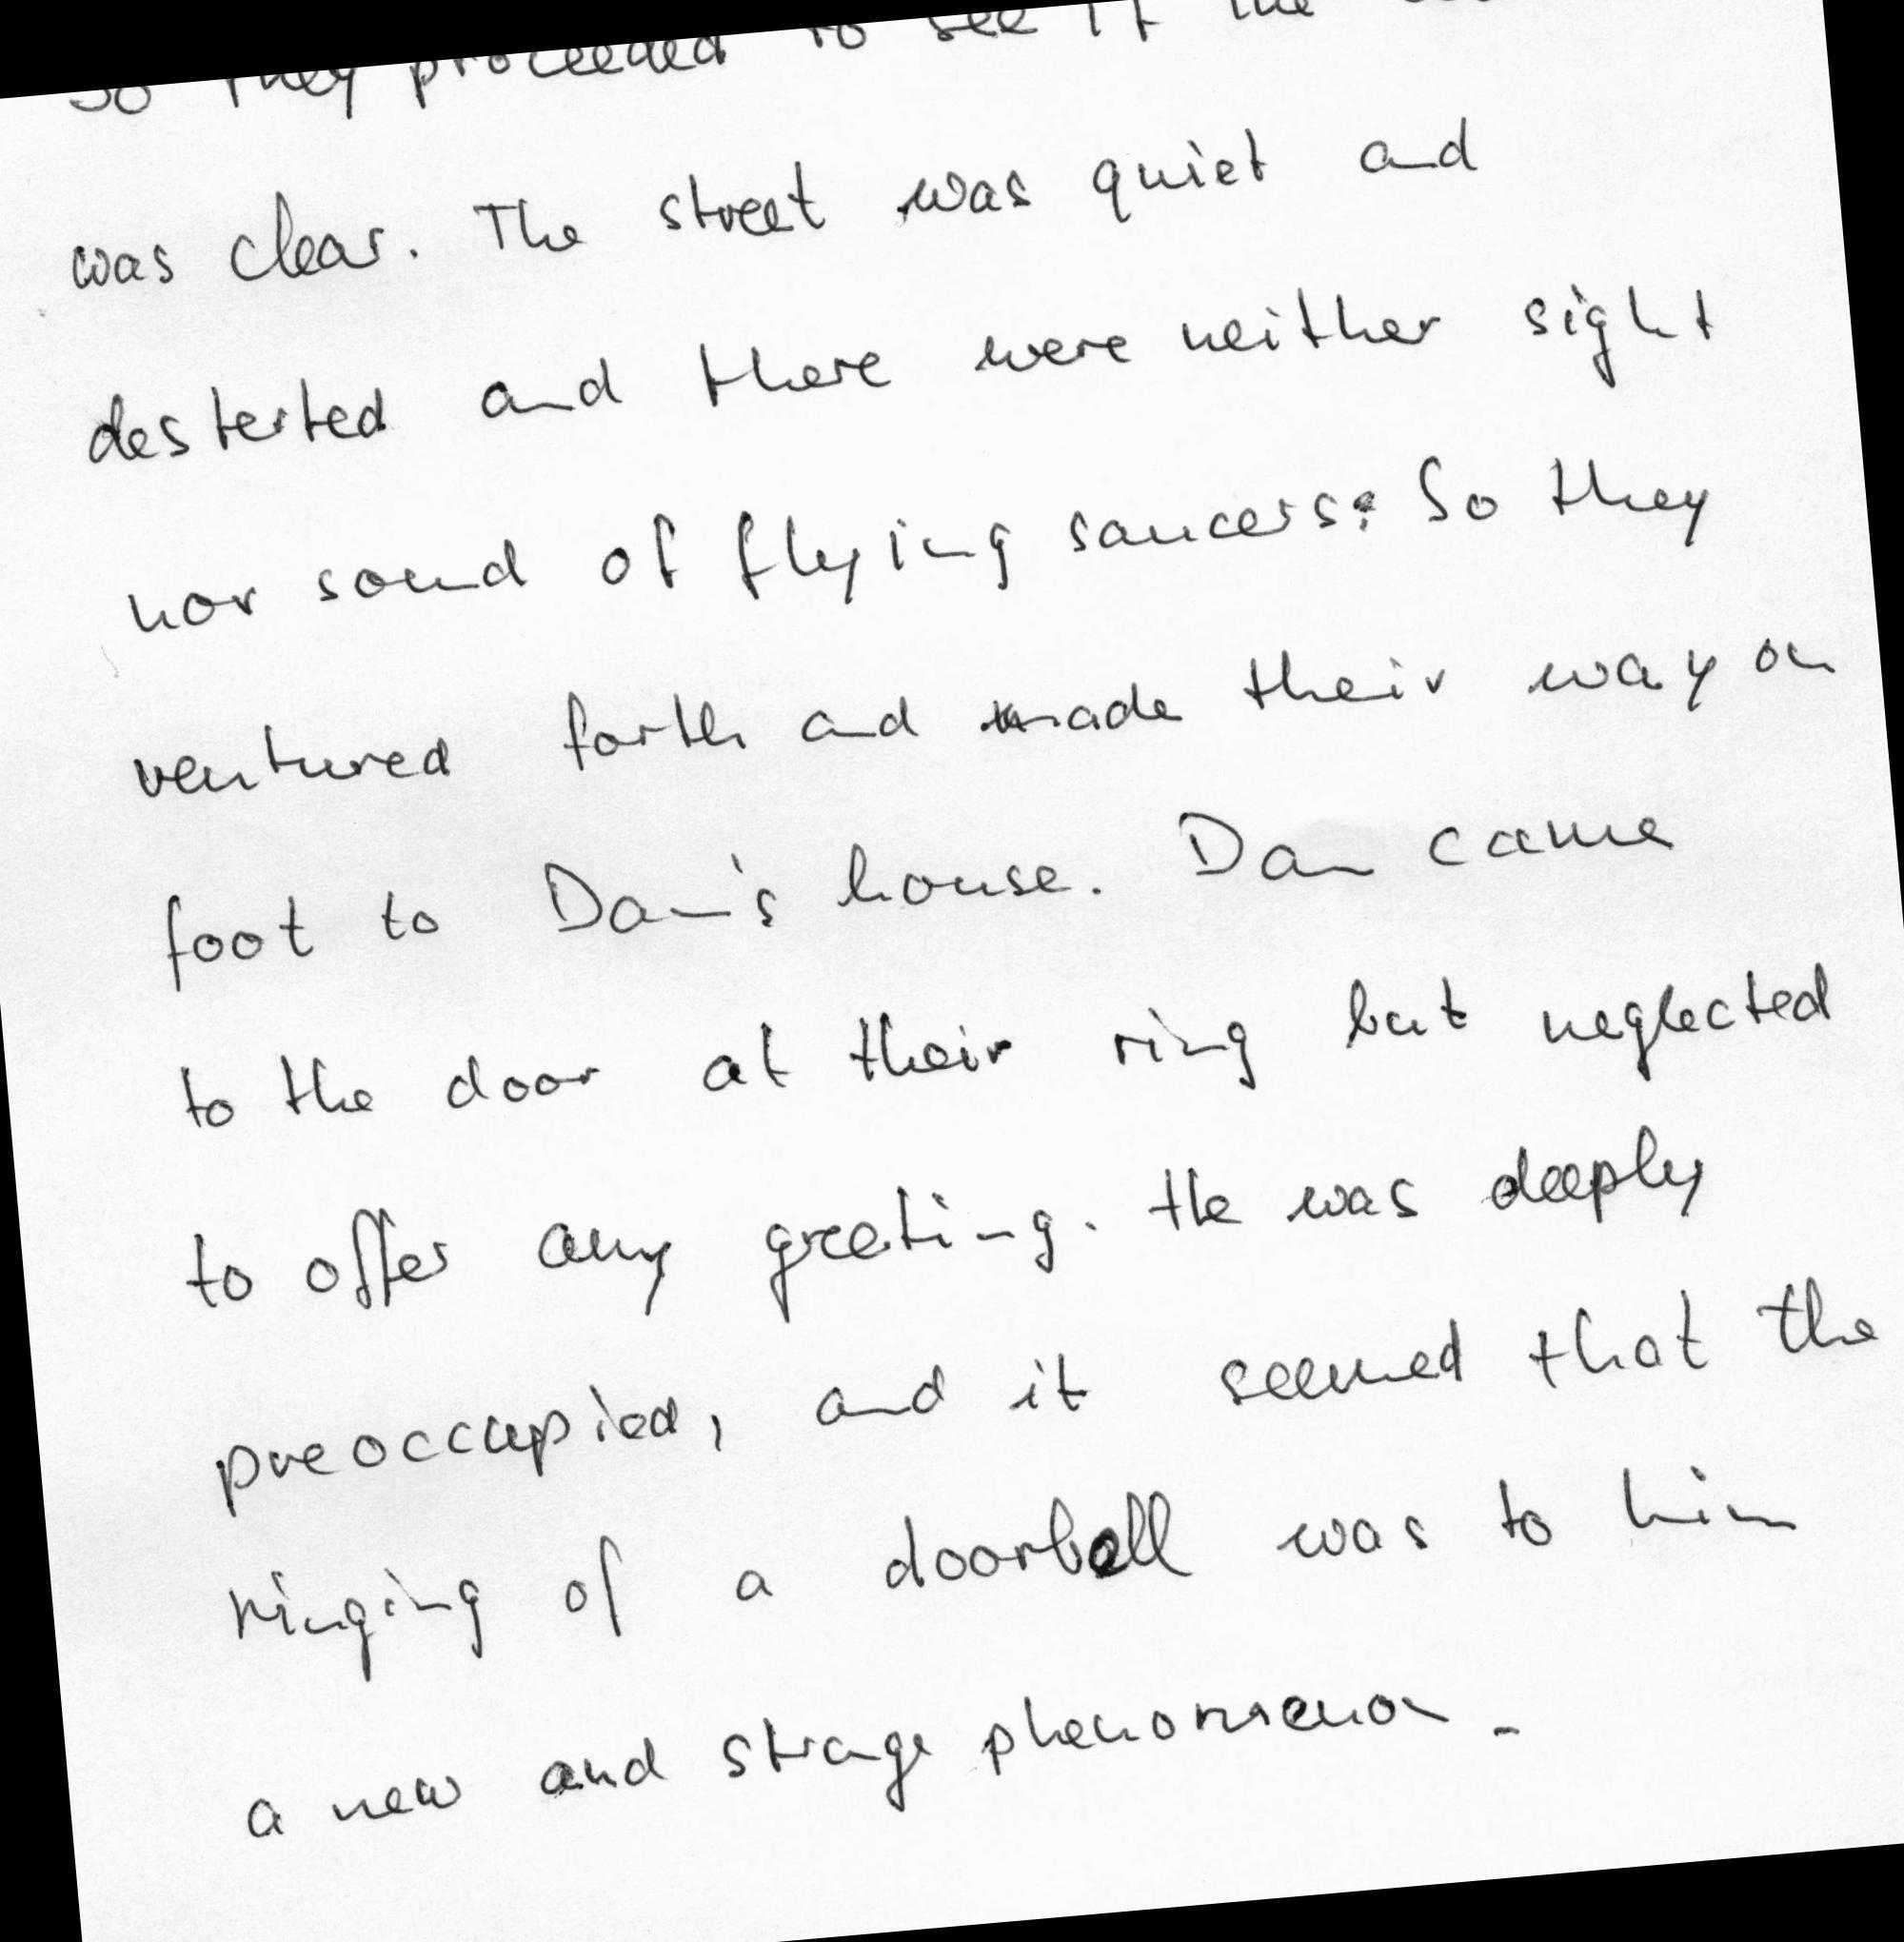 So they proceeded to see if the
was clear. The street was quiet and
desterted and there were neither sight
nor sound of flying saucers. So they
ventured forth and made their way on
foot to Dan's house. Dan came
to the door at their ring but neglected
to offer any greeting. He was deeply
preoccupied, and it seemed that the
ringing of a doorbell was to him
a new and strange phenomenon.